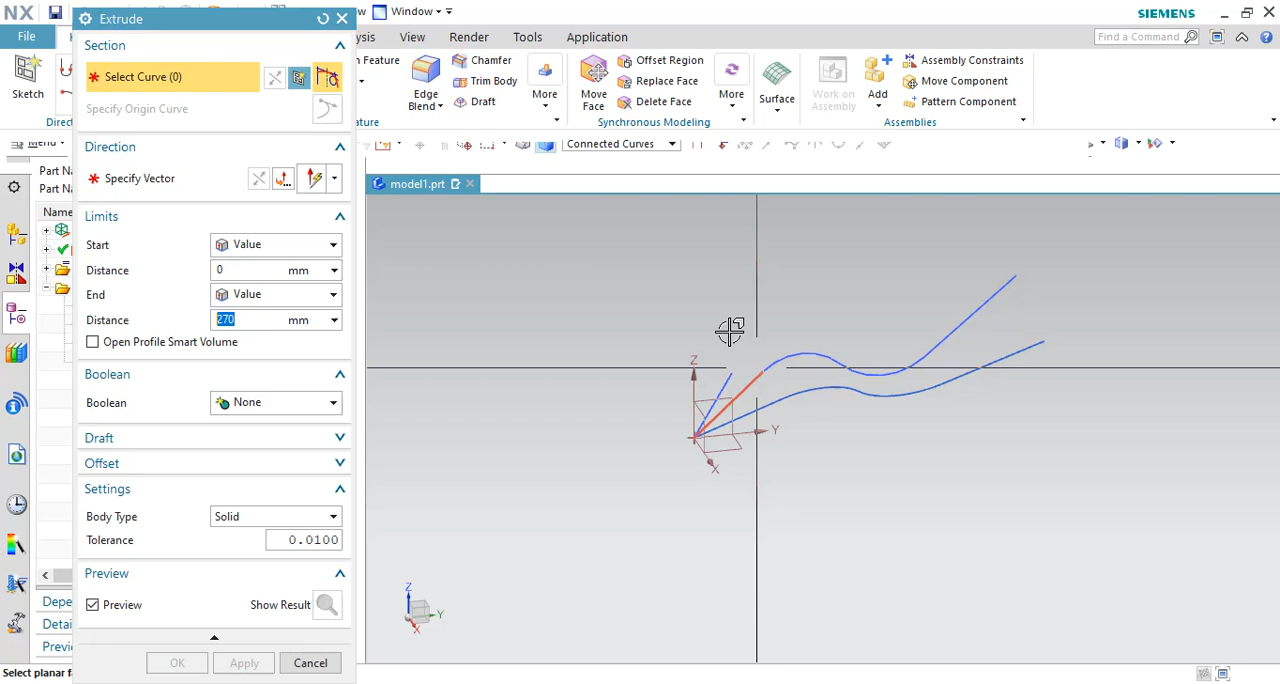 NX
Window
SIEMENS
Extrude
File
ysis
View
Render
Tools
Application
Find a Command
Section
Select Curve (0)
Specify Origin Curve
Sketch
Direct
Chamfer
Trim Body
Draft
Edge
Blend
More
Feature
ature
Move
Face
Offset Region
Replace Face
Delete Face
More
Synchronous Modeling
Surface
Work on
Assembly
Add
Assembly Constraints
Move Component
Pattern Component
Assemblies
Menu
Connected Curves
Direction
Specify Vector
Part Na
Part Ns
Name
model1.prt
Limits
Start
Value
Distance
0
mm
End
Value
Distance
270
mm
Open Profile Smart Volume
Boolean
Boolean
None
Draft
Offset
Settings
Body Type
Solid
Tolerance
0.0100
Preview
Preview
Show Result
OK
Apply
Cancel
Depe
Detai
Previ
Select planar fa
Z
Y
X
Z
Y
X